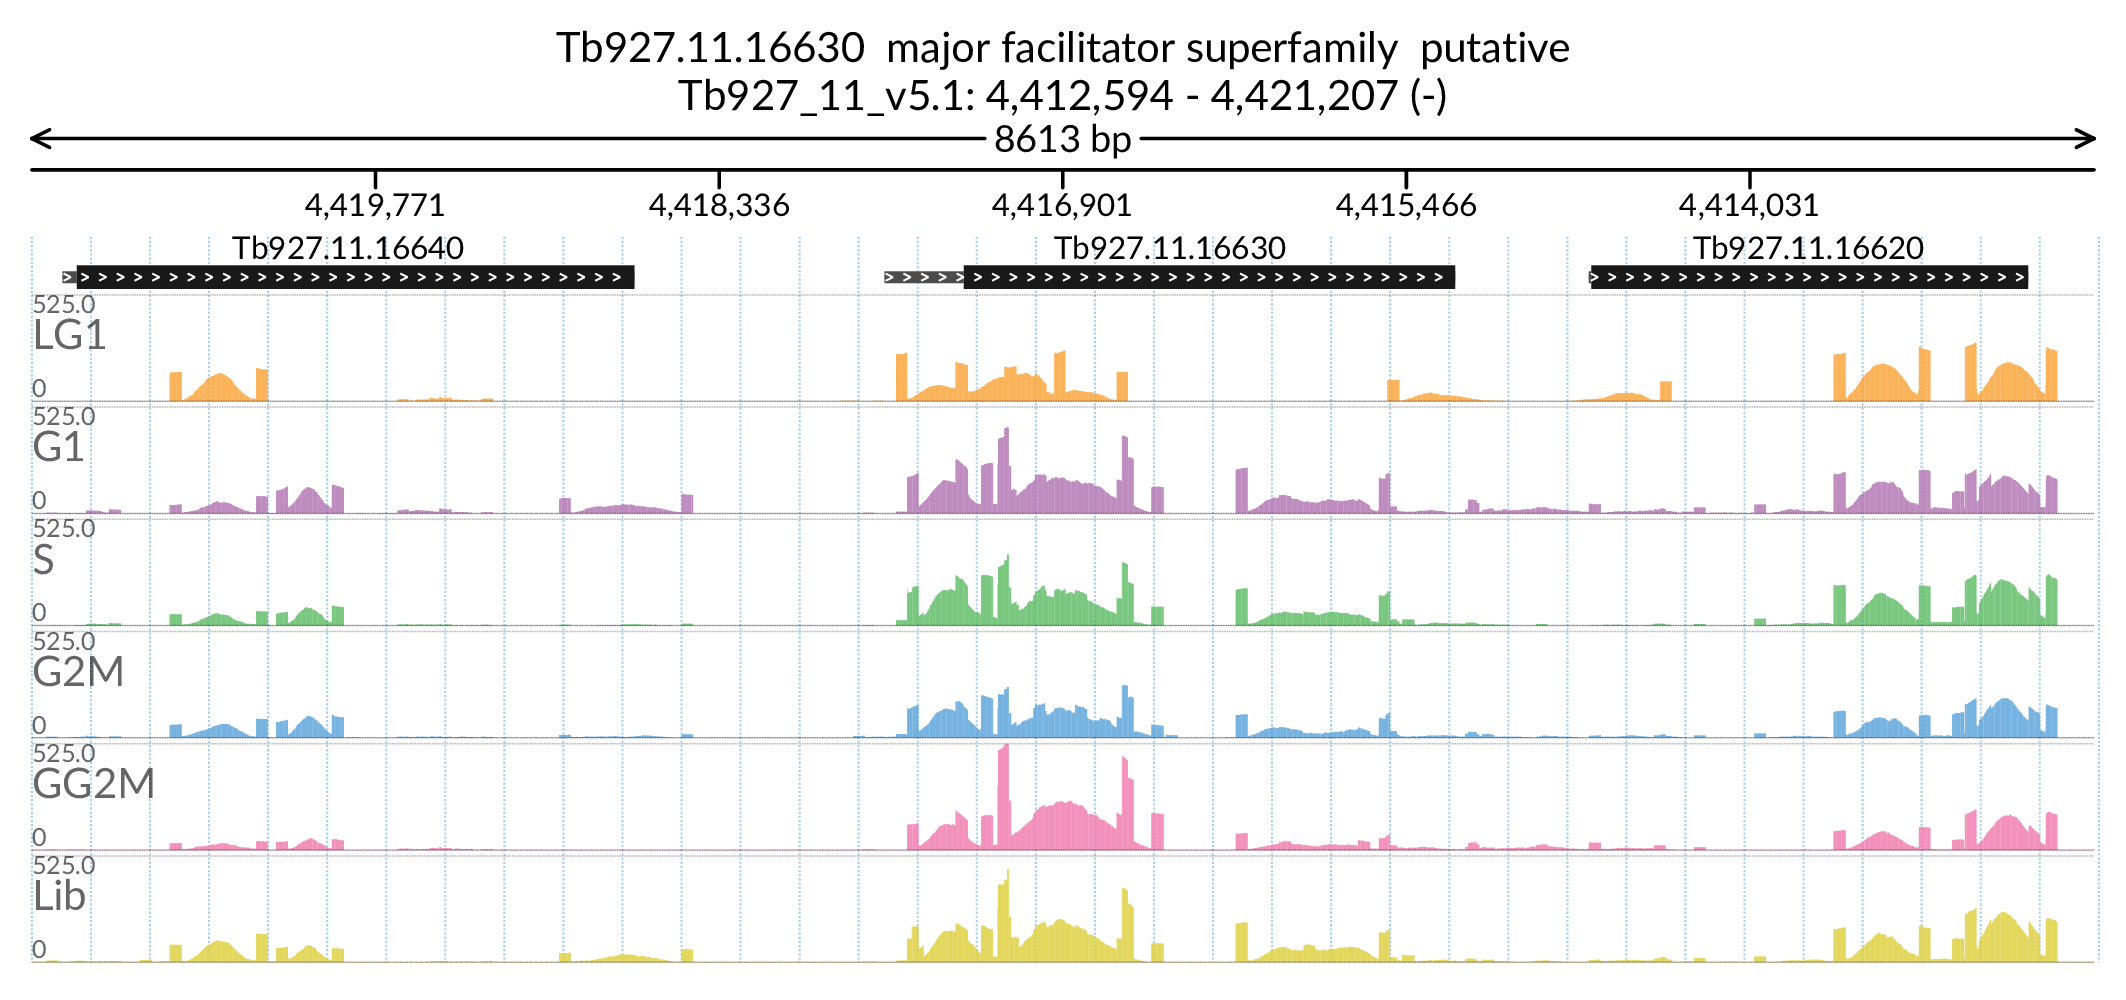 Tb927.11.16630  major facilitator superfamily  putative
Tb927_11_v5.1: 4,412,594 - 4,421,207 (-)
8613 bp
4,419,771 4,418,336 4,416,901 4,415,466 4,414,031
Tb927.11.16640 Tb927.11.16630 Tb927.11.16620
525.0
LG1
0
525.0
G1
0
525.0
S
0
525.0
G2M
0
525.0
GG2M
0
525.0
Lib
0